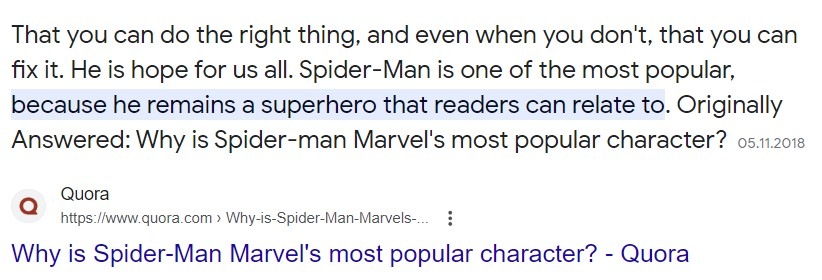 That you can do the right thing, and even when you don't, that you can
fix it. He is hope for us all. Spider-Man is one of the most popular,
because he remains a superhero that readers can relate to. Originally
Answered: Why is Spider-man Marvel's most popular character? 05.11.2018
Quora
https://www.quora.com › Why-is-Spider-Man-Marvels-...
Why is Spider-Man Marvel's most popular character? - Quora